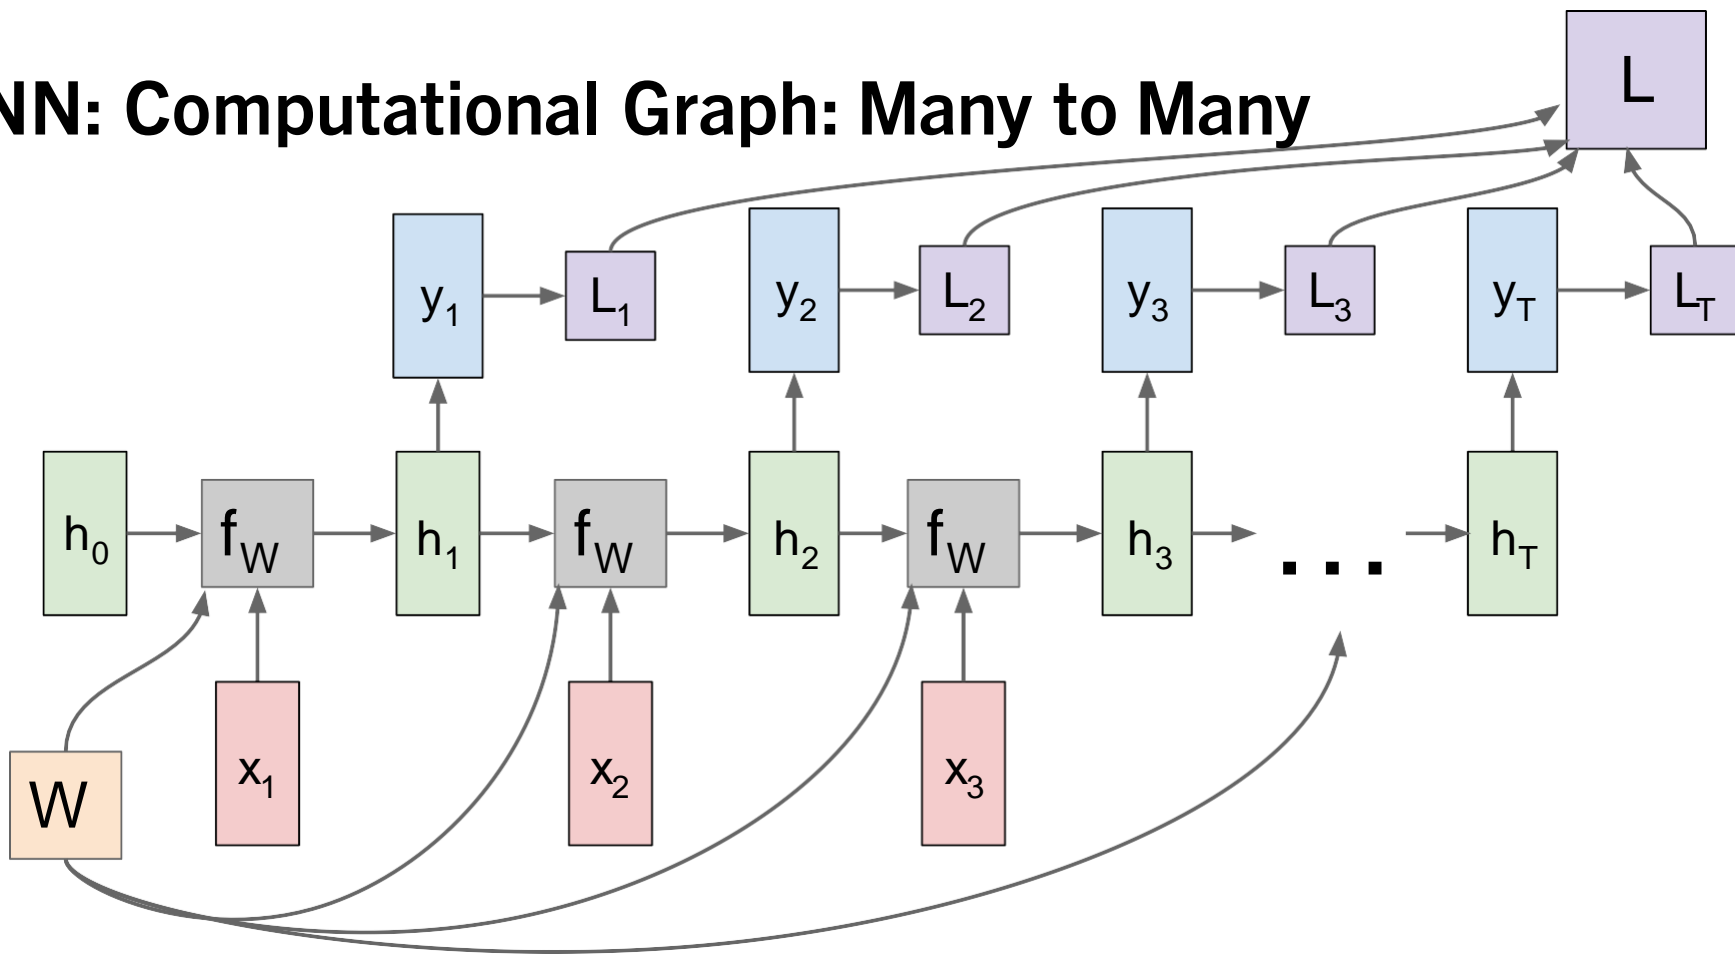 NN: Computational Graph: Many to Many
L
y1
L1
y2
L2
y3
L3
yT
LT
h0
fW
h1
fW
h2
fW
h3
...
hT
W
x1
x2
x3